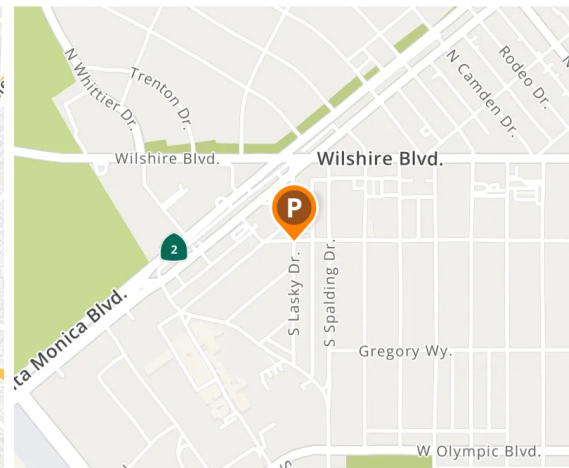 N Whittier Dr.
Trenton Dr.
N Camden Dr.
Rodeo Dr.
Wilshire Blvd.
Wilshire Blvd.
P
2
S Lasky Dr.
S Spalding Dr.
ta Monica Blvd.
Gregory Wy.
W Olympic Blvd.
S